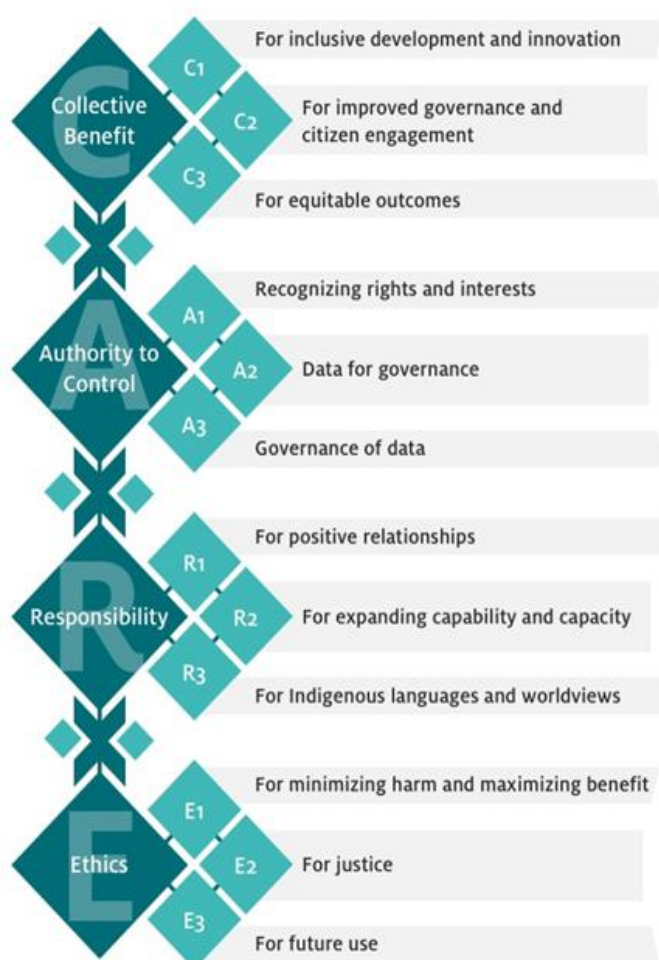 C
Collective
Benefit
C1
For inclusive development and innovation
C2
For improved governance and
citizen engagement
C3
For equitable outcomes
A
Authority to
Control
A1
Recognizing rights and interests
A2
Data for governance
A3
Governance of data
R
Responsibility
R1
For positive relationships
R2
For expanding capability and capacity
R3
For Indigenous languages and worldviews
E
Ethics
E1
For minimizing harm and maximizing benefit
E2
For justice
E3
For future use